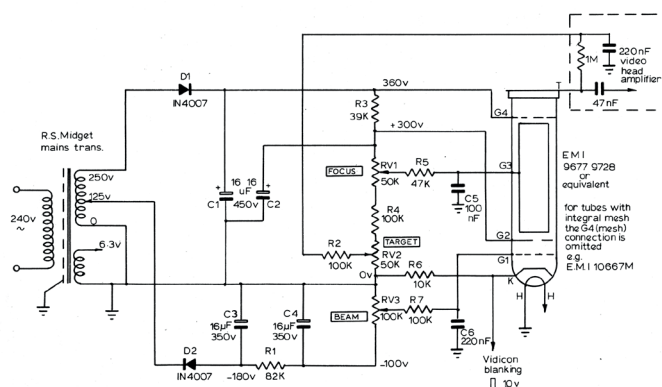 D1
IN4007
R.S.Midget
mains trans.
250v
125v
0
6·3v
240v
~
360v
R3
39K
+300v
+
16
uF
450v
C1
16
+
C2
FOCUS
RV1
50K
R5
47K
C5
100
nF
R4
100K
TARGET
RV2
50K
R2
100K
0v
R6
10K
RV3
100K
BEAM
R7
100K
C6
220nF
C3
16µF
350v
C4
16µF
350v
D2
IN4007
-180v
R1
82K
-100v
1M
220nF
video
head
amplifier
T
47nF
G4
G3
G2
G1
K
H
H
EMI
9677 9728
or
equivalent
for tubes with
integral mesh
the G4 (mesh)
connection is
omitted
e.g.
E.M.I 10667M
Vidicon
blanking
10v